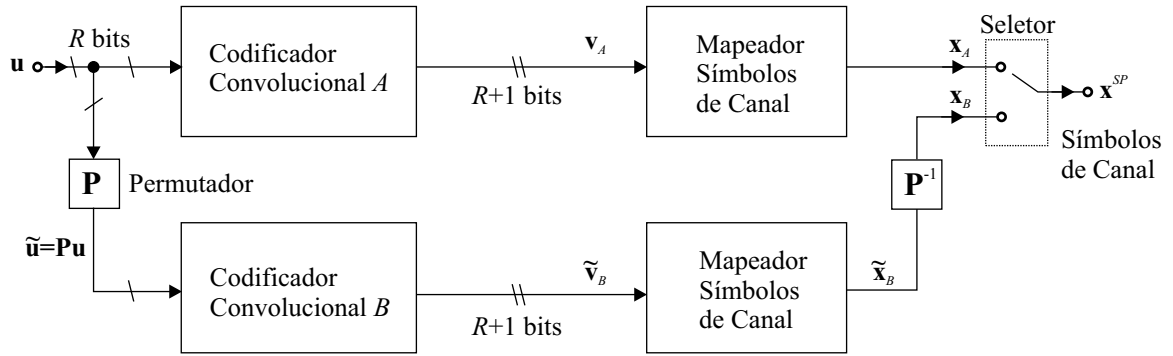 u
R bits
Codificador
Convolucional A
v_A
R+1 bits
Mapeador
Símbolos
de Canal
x_A
Seletor
x^SP
x_B
Símbolos
de Canal
P
Permutador
P^-1
ũ=Pu
Codificador
Convolucional B
ṽ_B
R+1 bits
Mapeador
Símbolos
de Canal
x̃_B